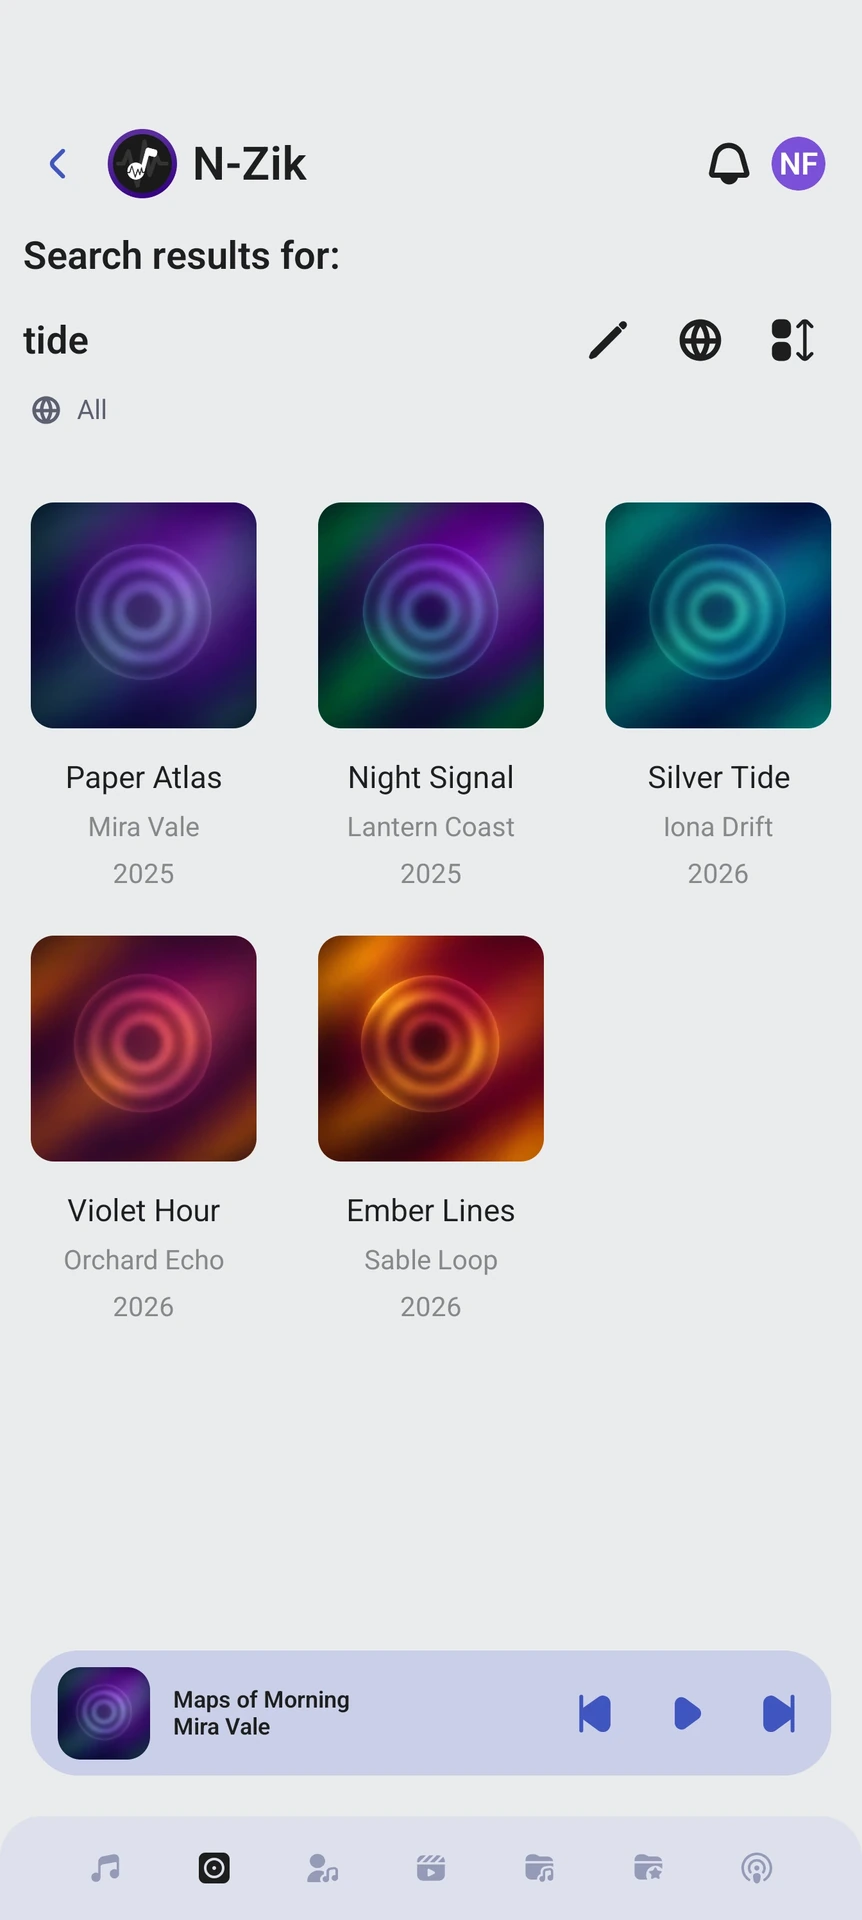 N-Zik
NF
Search results for:
tide
All
Paper Atlas
Mira Vale
2025
Night Signal
Lantern Coast
2025
Silver Tide
Iona Drift
2026
Violet Hour
Orchard Echo
2026
Ember Lines
Sable Loop
2026
Maps of Morning
Mira Vale